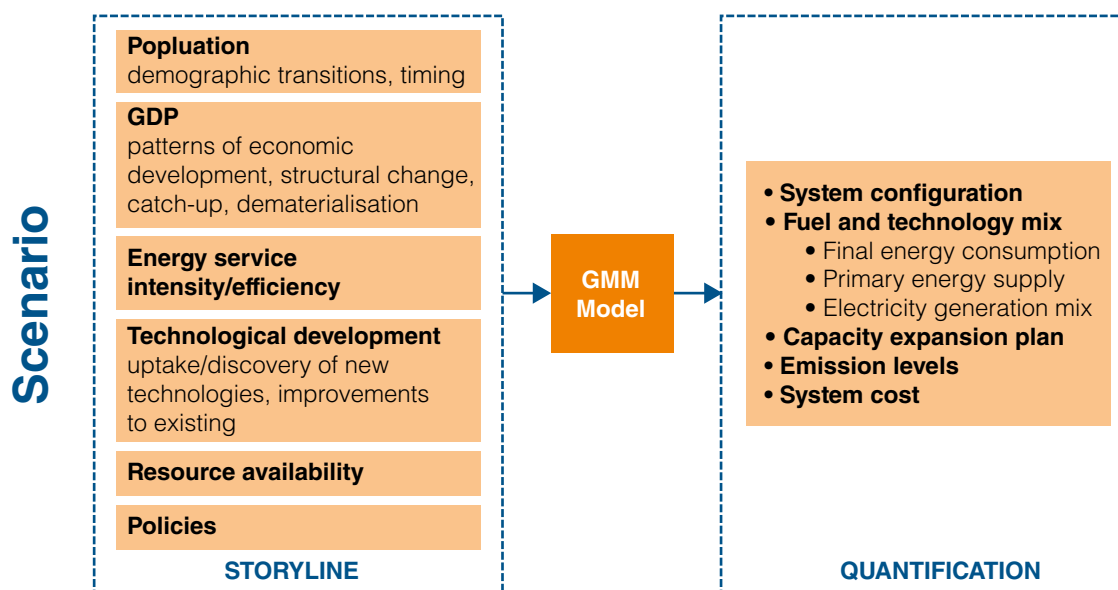 Scenario
Popluation
demographic transitions, timing
GDP
patterns of economic
development, structural change,
catch-up, dematerialisation
Energy service
intensity/efficiency
Technological development
uptake/discovery of new
technologies, improvements
to existing
Resource availability
Policies
STORYLINE
GMM
Model
• System configuration
• Fuel and technology mix
• Final energy consumption
• Primary energy supply
• Electricity generation mix
• Capacity expansion plan
• Emission levels
• System cost
QUANTIFICATION